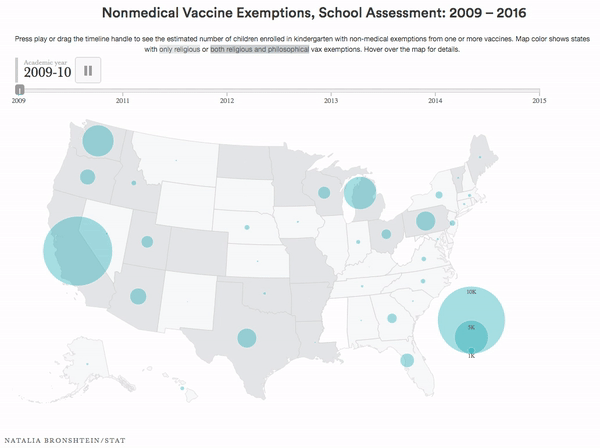 Nonmedical Vaccine Exemptions, School Assessment: 2009 – 2016
Press play or drag the timeline handle to see the estimated number of children enrolled in kindergarten with non-medical exemptions from one or more vaccines. Map color shows states
with only religious or both religious and philosophical vax exemptions. Hover over the map for details.
Academic year
2009-10
2009 2011 2012 2013 2014 2015
10K
5K
1K
NATALIA BRONSHTEIN/STAT